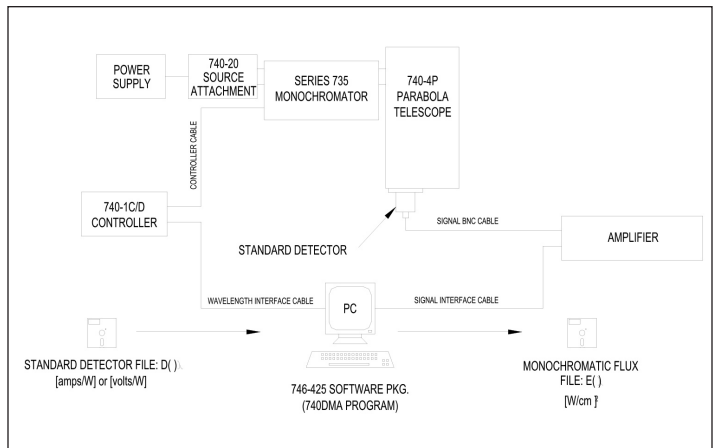 POWER
SUPPLY
740-20
SOURCE
ATTACHMENT
SERIES 735
MONOCHROMATOR
740-4P
PARABOLA
TELESCOPE
CONTROLLER CABLE
740-1C/D
CONTROLLER
STANDARD DETECTOR
SIGNAL BNC CABLE
AMPLIFIER
WAVELENGTH INTERFACE CABLE
PC
SIGNAL INTERFACE CABLE
STANDARD DETECTOR FILE: D( )
[amps/W] or [volts/W]
746-425 SOFTWARE PKG.
(740DMA PROGRAM)
MONOCHROMATIC FLUX
FILE: E( )
[W/cm²]